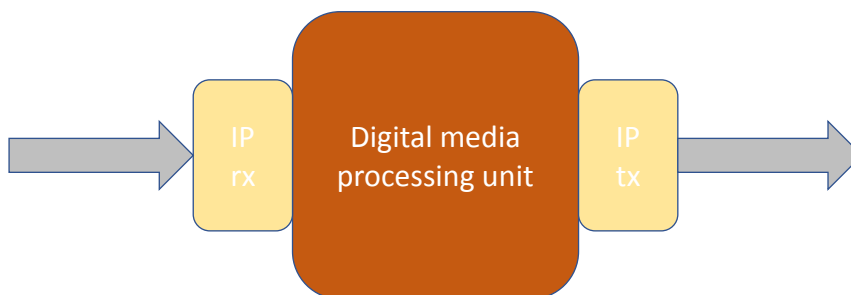 IP
rx
Digital media
processing unit
IP
tx